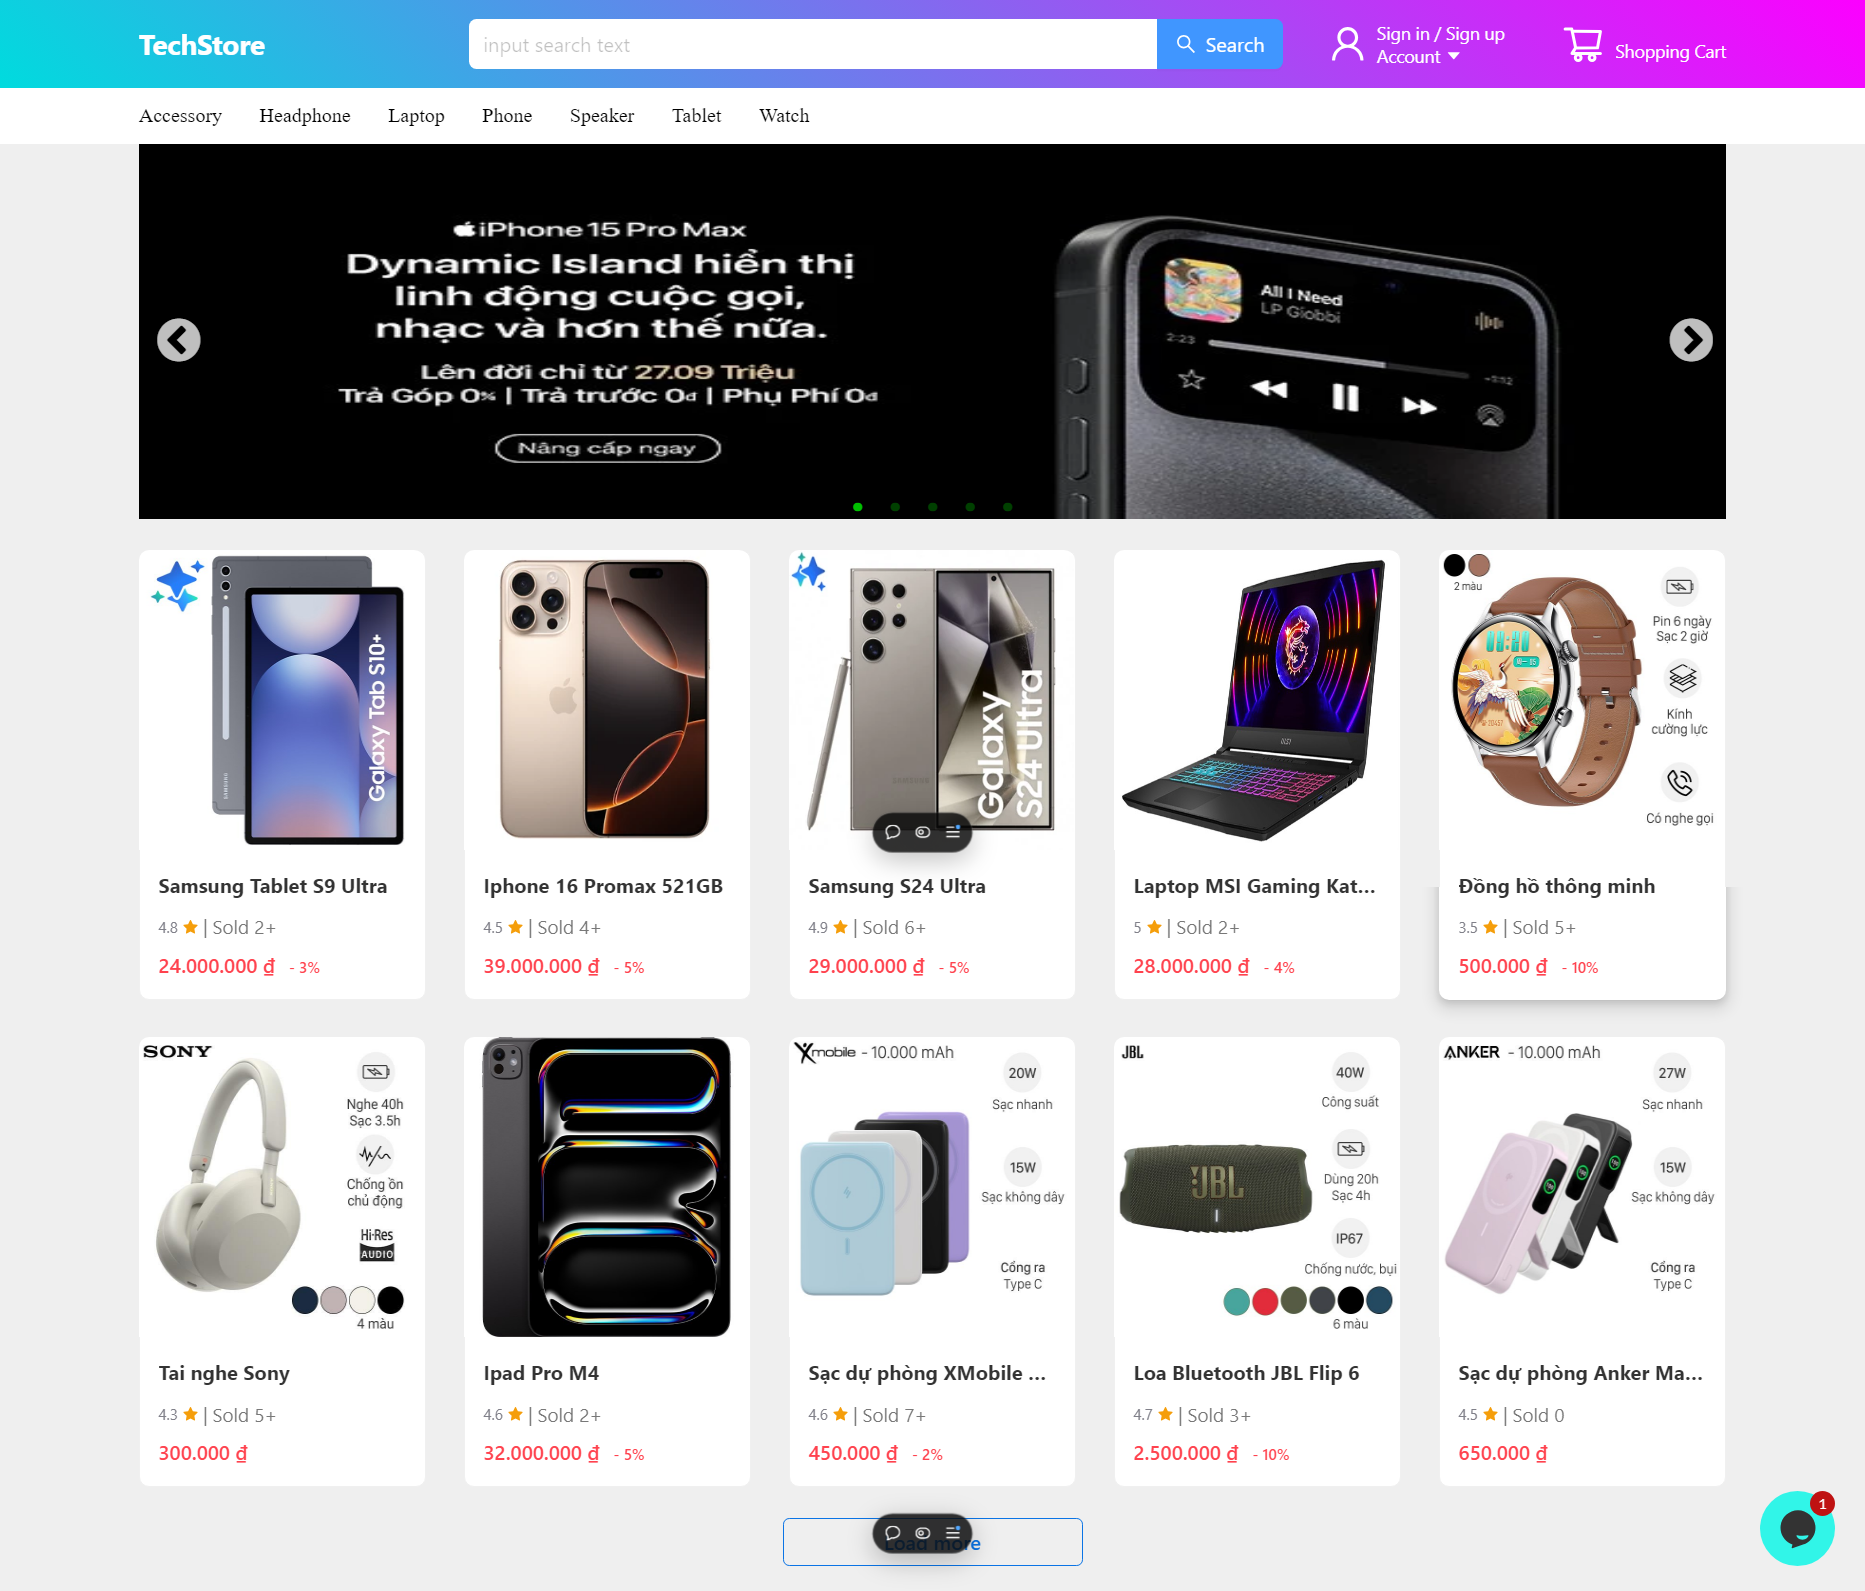 TechStore
input search text
Search
Sign in / Sign up
Account
Shopping Cart
Accessory
Headphone
Laptop
Phone
Speaker
Tablet
Watch
iPhone 15 Pro Max
Dynamic Island hiển thị
linh động cuộc gọi,
nhạc và hơn thế nữa.
Lên đời chỉ từ 27.09 Triệu
Trả Góp 0% | Trả trước 0đ | Phụ Phí 0đ
Nâng cấp ngay
All I Need
LP Giobbi
2:23
Galaxy Tab S10+
SAMSUNG
Samsung Tablet S9 Ultra
4.8 | Sold 2+
24.000.000 ₫ - 3%
Iphone 16 Promax 521GB
4.5 | Sold 4+
39.000.000 ₫ - 5%
Galaxy
S24 Ultra
SAMSUNG
Samsung S24 Ultra
4.9 | Sold 6+
29.000.000 ₫ - 5%
msi
Laptop MSI Gaming Kat...
5 | Sold 2+
28.000.000 ₫ - 4%
2 màu
Pin 6 ngày
Sạc 2 giờ
Kính
cường lực
Có nghe gọi
08:20
Đồng hồ thông minh
3.5 | Sold 5+
500.000 ₫ - 10%
SONY
Nghe 40h
Sạc 3.5h
Chống ồn
chủ động
Hi-Res
AUDIO
4 màu
Tai nghe Sony
4.3 | Sold 5+
300.000 ₫
Ipad Pro M4
4.6 | Sold 2+
32.000.000 ₫ - 5%
Xmobile - 10.000 mAh
20W
Sạc nhanh
15W
Sạc không dây
Cổng ra
Type C
Sạc dự phòng XMobile ...
4.6 | Sold 7+
450.000 ₫ - 2%
JBL
40W
Công suất
Dùng 20h
Sạc 4h
JBL
IP67
Chống nước, bụi
6 màu
Loa Bluetooth JBL Flip 6
4.7 | Sold 3+
2.500.000 ₫ - 10%
ANKER - 10.000 mAh
27W
Sạc nhanh
15W
Sạc không dây
Cổng ra
Type C
Sạc dự phòng Anker Ma...
4.5 | Sold 0
650.000 ₫
Load more
1